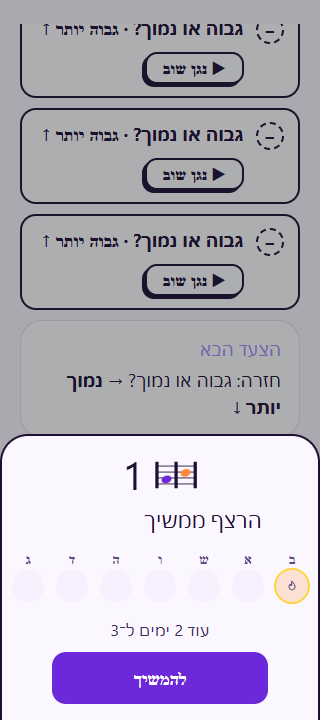 גבוה או נמוך? · גבוה יותר ↑
▶ נגן שוב
גבוה או נמוך? · גבוה יותר ↑
▶ נגן שוב
גבוה או נמוך? · גבוה יותר ↑
▶ נגן שוב
הצעד הבא
חזרה: גבוה או נמוך? → נמוך
יותר ↓
1
הרצף ממשיך
ב א ש ו ה ד ג
עוד 2 ימים ל־3
להמשיך